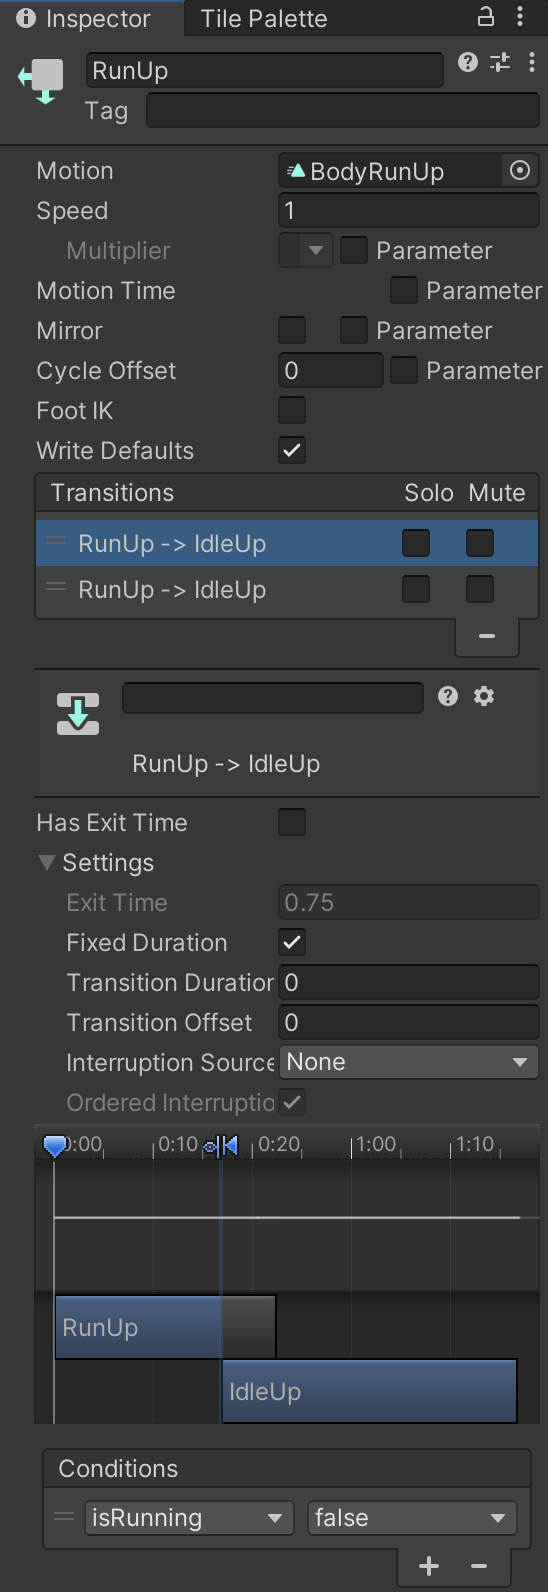 Inspector Tile Palette
RunUp
Tag
Motion BodyRunUp
Speed 1
Multiplier Parameter
Motion Time Parameter
Mirror Parameter
Cycle Offset 0 Parameter
Foot IK
Write Defaults
Transitions Solo Mute
RunUp -> IdleUp
RunUp -> IdleUp
RunUp -> IdleUp
Has Exit Time
Settings
Exit Time 0.75
Fixed Duration
Transition Duration 0
Transition Offset 0
Interruption Source None
Ordered Interruptio
0:00 0:10 0:20 1:00 1:10
RunUp
IdleUp
Conditions
isRunning false